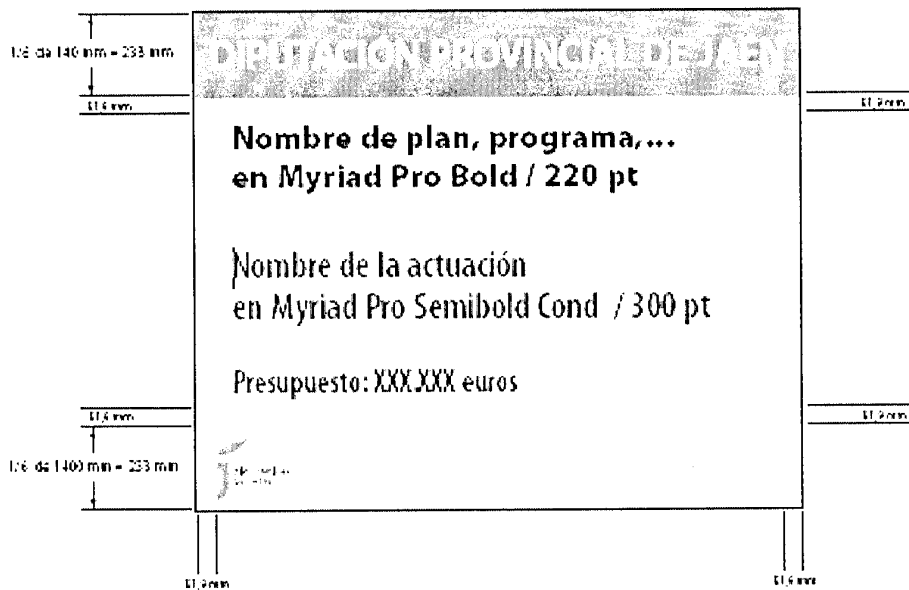 DIPUTACIÓN PROVINCIAL DE JAÉN
1/6 de 140 mm = 233 mm
Nombre de plan, programa,...
en Myriad Pro Bold / 220 pt
Nombre de la actuación
en Myriad Pro Semibold Cond / 300 pt
Presupuesto: XXX.XXX euros
1/6 de 1400 mm = 233 mm